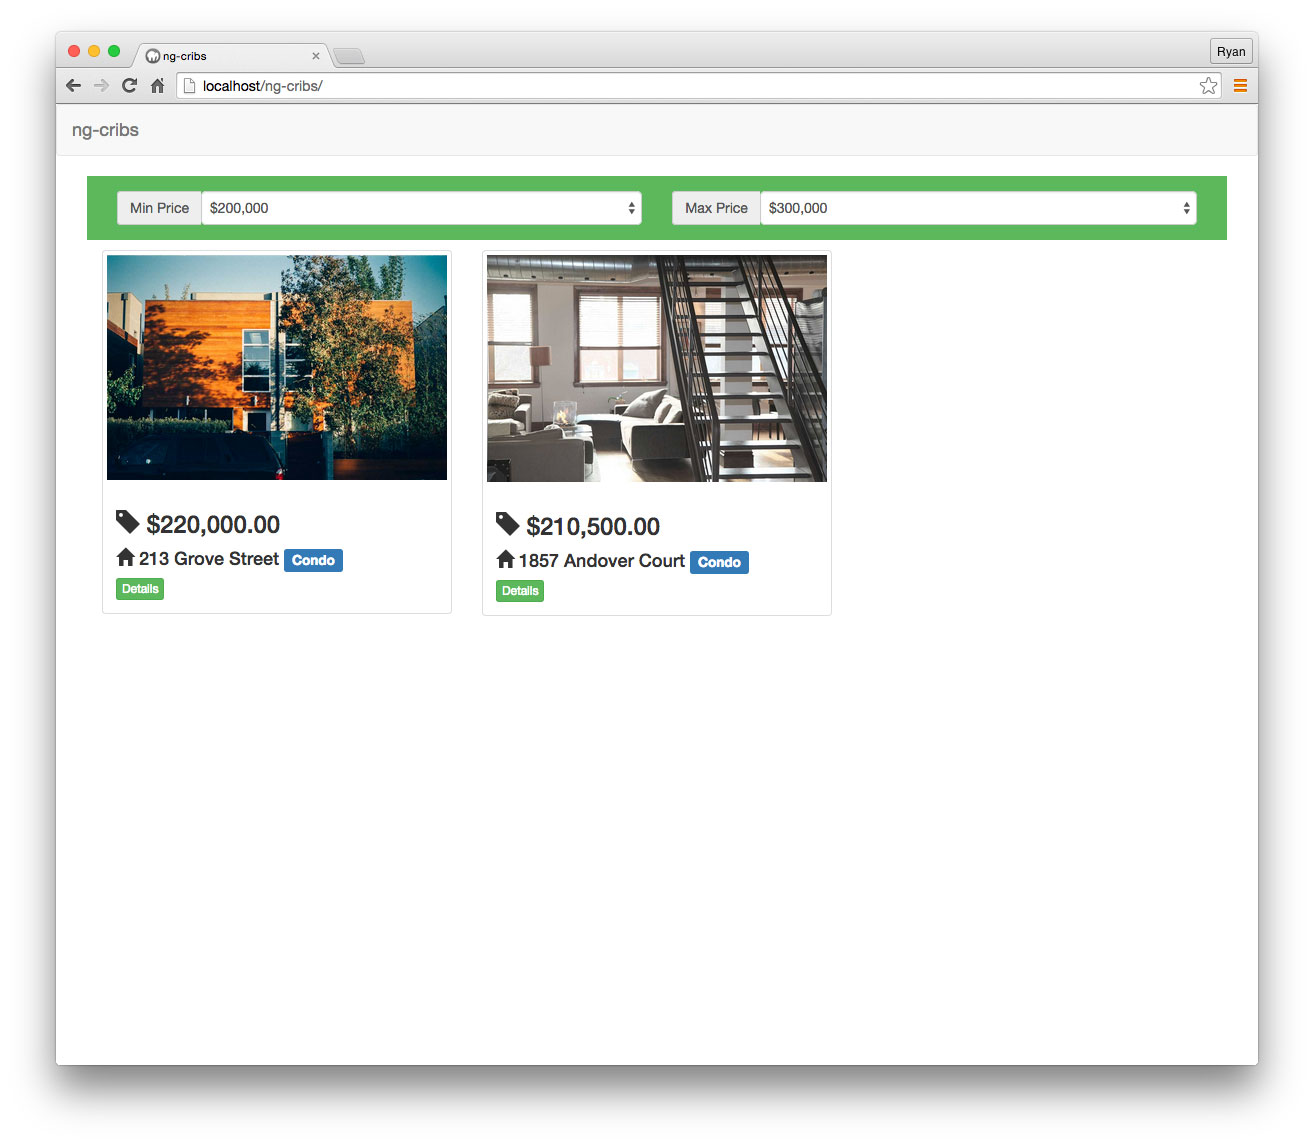 ng-cribs
Ryan
localhost/ng-cribs/
ng-cribs
Min Price $200,000 Max Price $300,000
$220,000.00
213 Grove Street Condo
Details
$210,500.00
1857 Andover Court Condo
Details